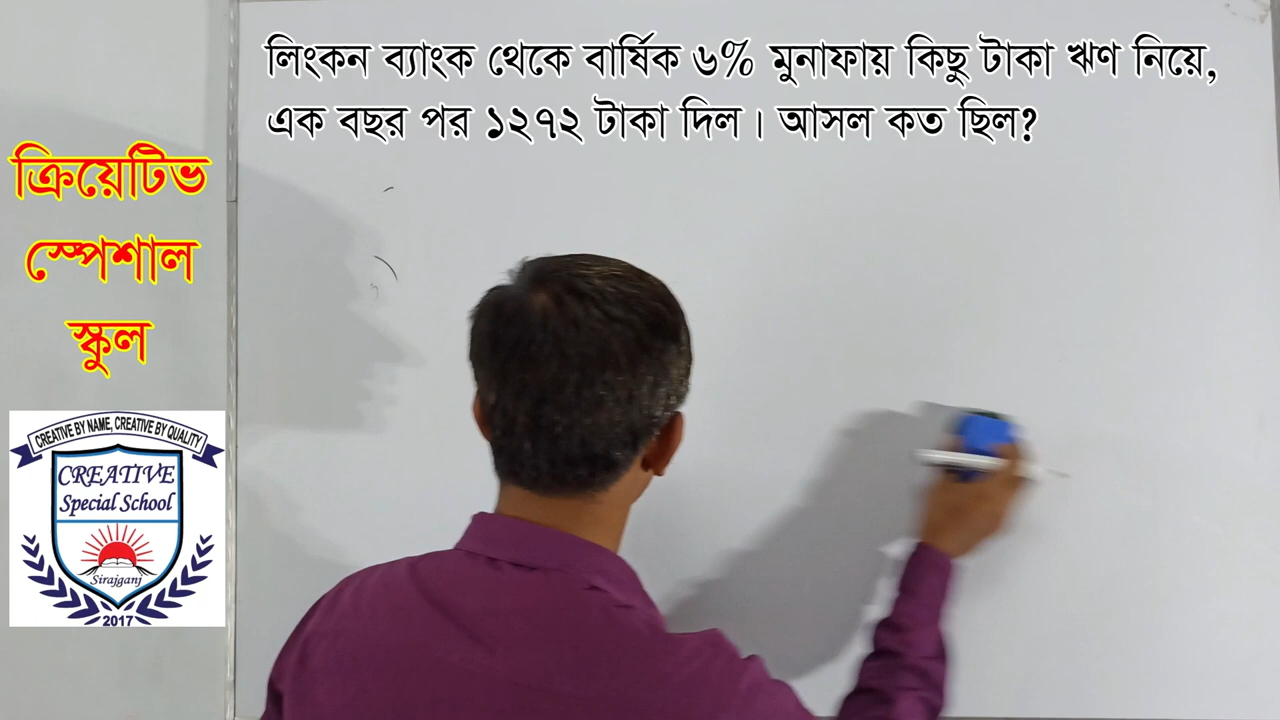 লিংকন ব্যাংক থেকে বার্ষিক ৬% মুনাফায় কিছু টাকা ঋণ নিয়ে,
এক বছর পর ১২৭২ টাকা দিল। আসল কত ছিল?
ক্রিয়েটিভ
স্পেশাল
স্কুল
CREATIVE BY NAME, CREATIVE BY QUALITY
CREATIVE
Special School
Sirajganj
2017